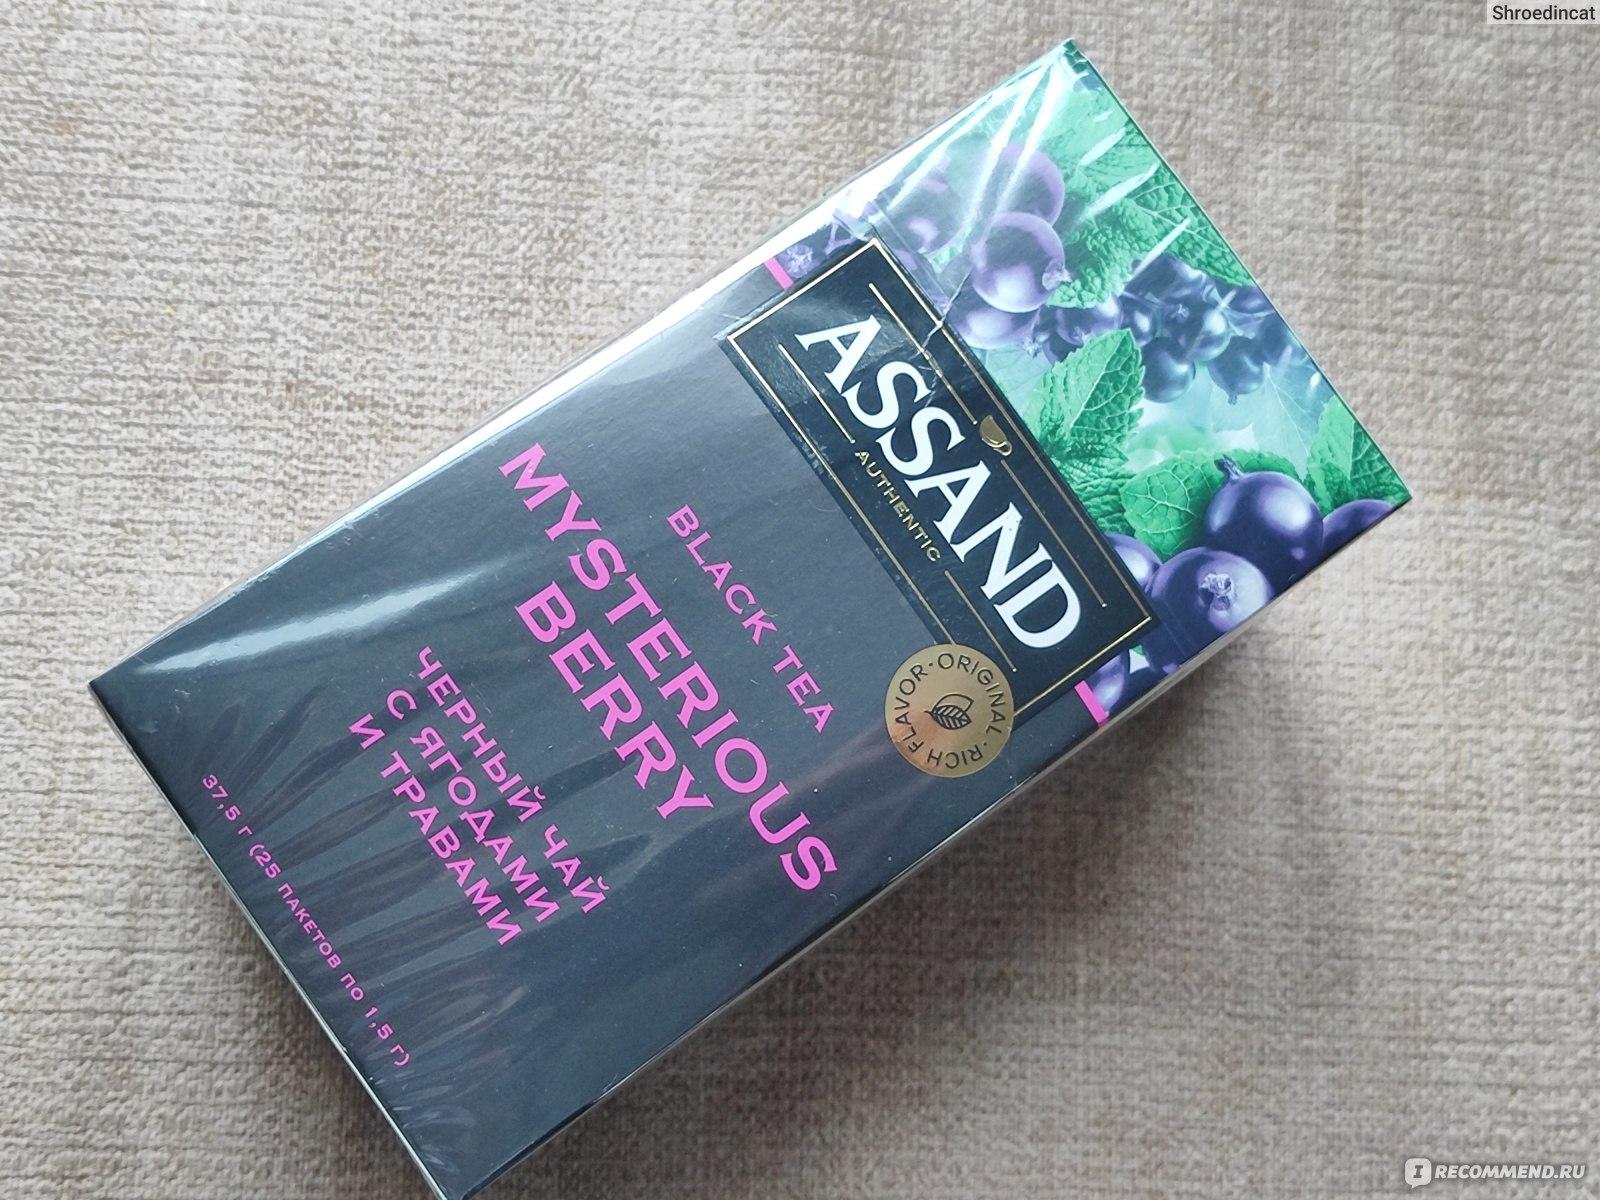 Shroedincat
ASSAND
AUTHENTIC
ORIGINAL · RICH FLAVOR ·
BLACK TEA
MYSTERIOUS
BERRY
ЧЕРНЫЙ ЧАЙ
С ЯГОДАМИ
И ТРАВАМИ
37,5 г (25 ПАКЕТОВ ПО 1,5 г)
IRECOMMEND.RU